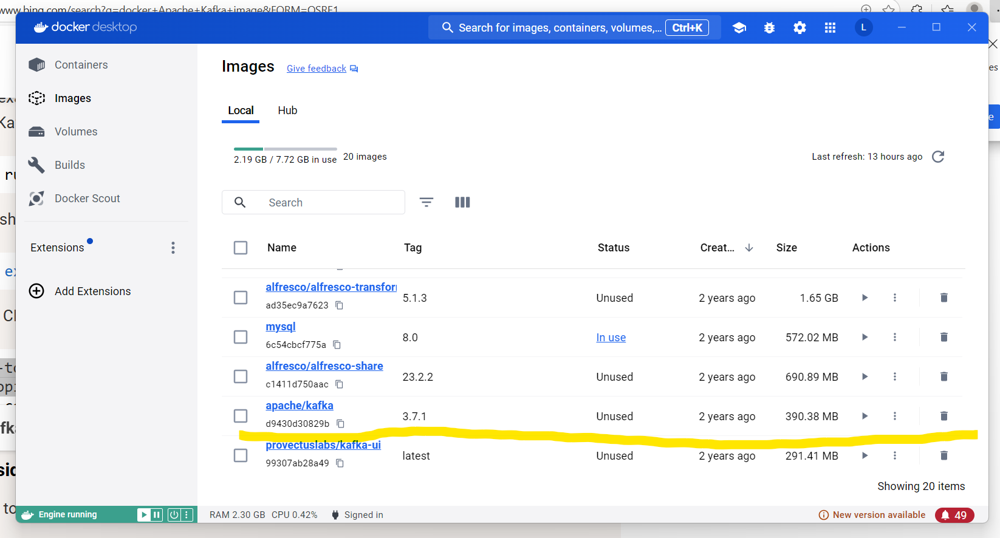 www.bing.com/search?q=docker+Apache+Kafka+image&FORM=QSRE1
docker desktop
Search for images, containers, volumes,... Ctrl+K
L
Containers
Images
Volumes
Builds
Docker Scout
Extensions
Add Extensions
Images Give feedback
Local Hub
2.19 GB / 7.72 GB in use 20 images
Last refresh: 13 hours ago
Search
Name Tag Status Creat... Size Actions
alfresco/alfresco-transfor
ad35ec9a7623 5.1.3 Unused 2 years ago 1.65 GB
mysql
6c54cbcf775a 8.0 In use 2 years ago 572.02 MB
alfresco/alfresco-share
c1411d750aac 23.2.2 Unused 2 years ago 690.89 MB
apache/kafka
d9430d30829b 3.7.1 Unused 2 years ago 390.38 MB
provectuslabs/kafka-ui
99307ab28a49 latest Unused 2 years ago 291.41 MB
Showing 20 items
Engine running
RAM 2.30 GB CPU 0.42% Signed in
New version available 49